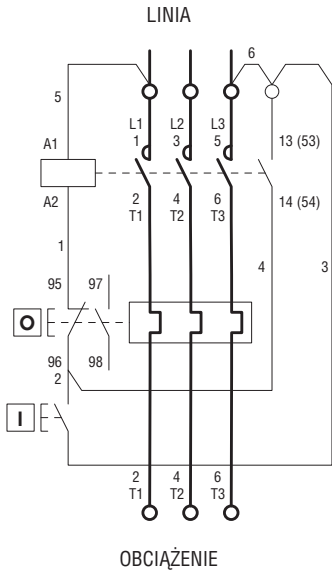 LINIA
6
5
L1 L2 L3
A1 1 3 5 13 (53)
A2 2 4 6 14 (54)
T1 T2 T3
1 4 3
95 97
O
96 98
2
I
2 4 6
T1 T2 T3
OBCIĄŻENIE